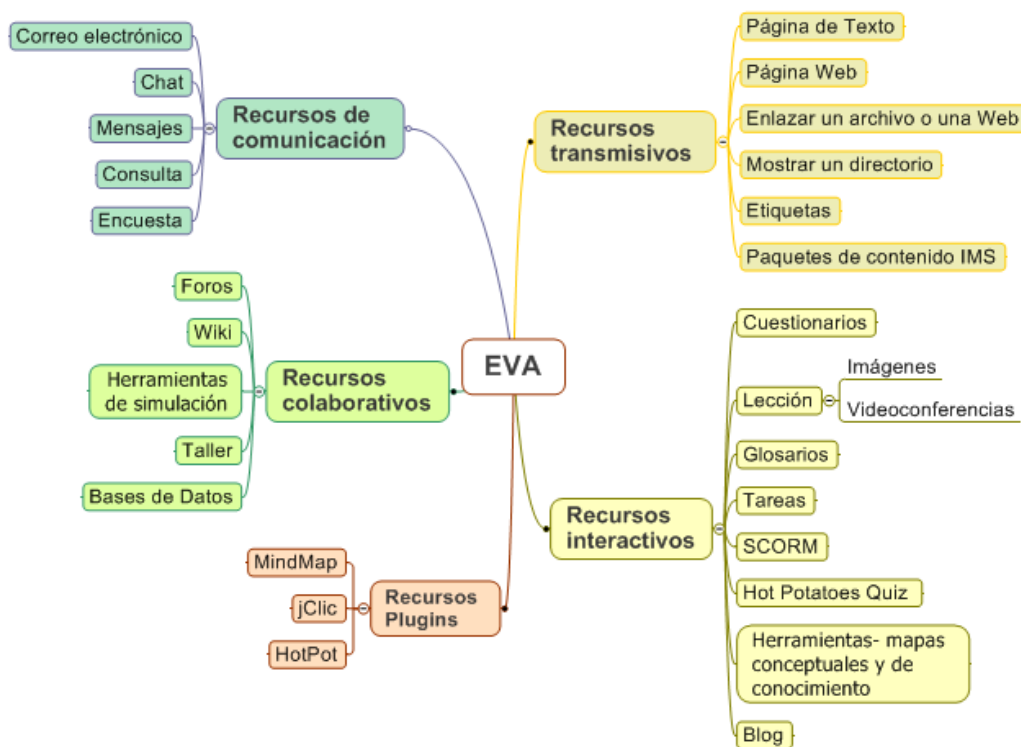 EVA
Recursos de
comunicación
Correo electrónico
Chat
Mensajes
Consulta
Encuesta
Recursos
colaborativos
Foros
Wiki
Herramientas
de simulación
Taller
Bases de Datos
Recursos
Plugins
MindMap
jClic
HotPot
Recursos
transmisivos
Página de Texto
Página Web
Enlazar un archivo o una Web
Mostrar un directorio
Etiquetas
Paquetes de contenido IMS
Recursos
interactivos
Cuestionarios
Lección
Imágenes
Videoconferencias
Glosarios
Tareas
SCORM
Hot Potatoes Quiz
Herramientas- mapas
conceptuales y de
conocimiento
Blog